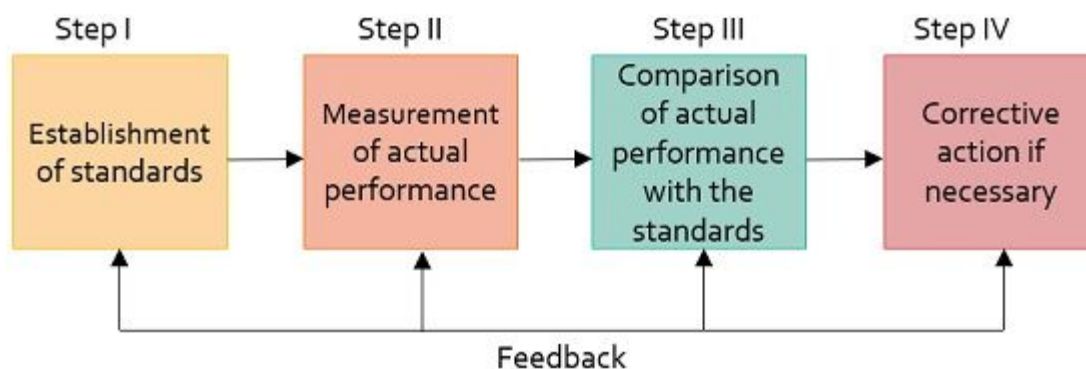 Step I
Establishment
of standards
Step II
Measurement
of actual
performance
Step III
Comparison
of actual
performance
with the
standards
Step IV
Corrective
action if
necessary
Feedback